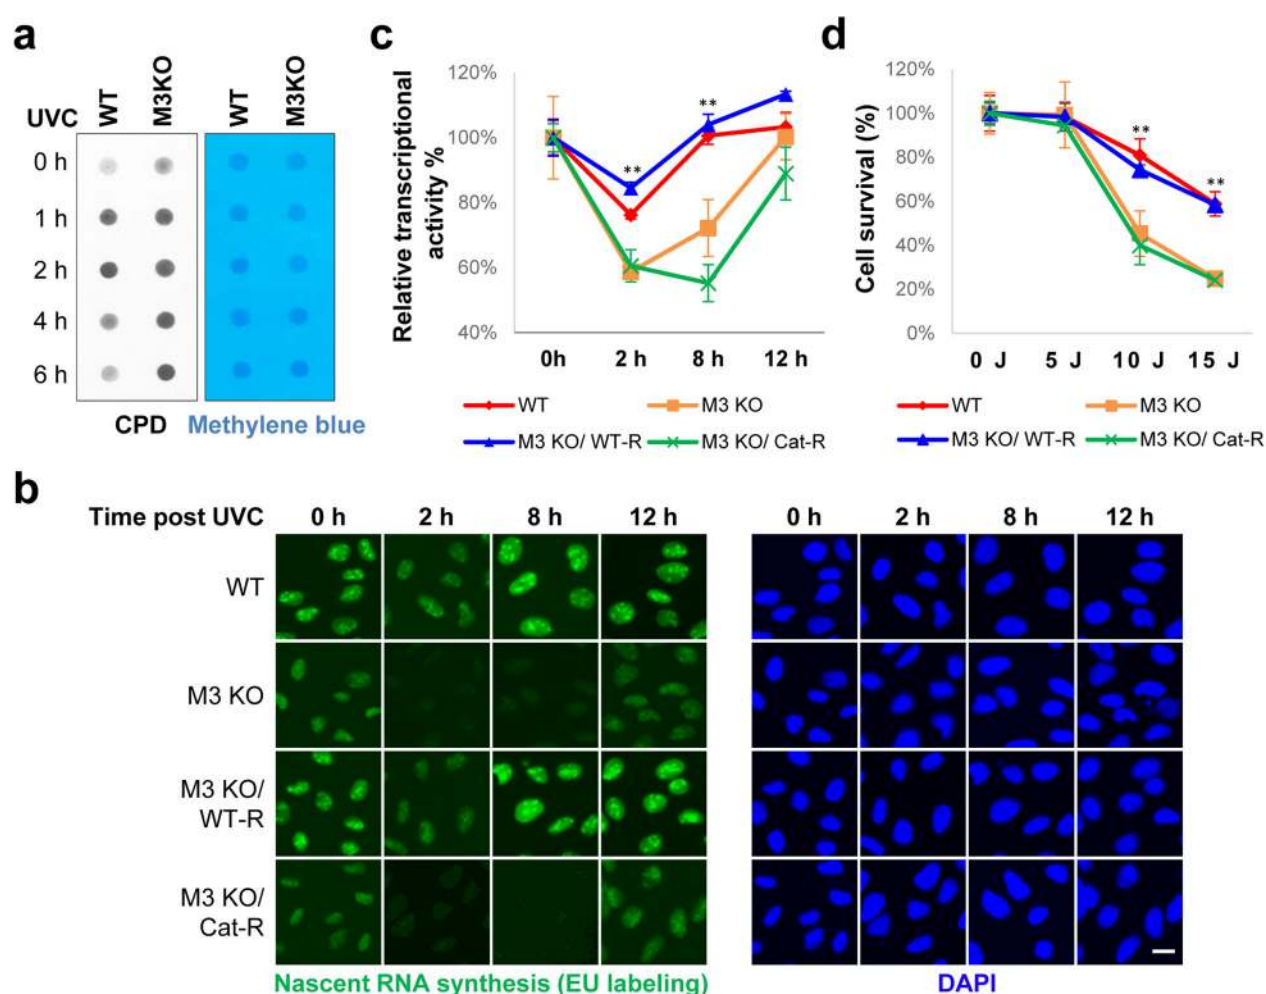 a
WT
M3KO
WT
M3KO
UVC
0 h
1 h
2 h
4 h
6 h
CPD
Methylene blue
c
Relative transcriptional
activity %
120%
100%
80%
60%
40%
**
**
0h
2 h
8 h
12 h
WT
M3 KO
M3 KO/ WT-R
M3 KO/ Cat-R
d
Cell survival (%)
120%
100%
80%
60%
40%
20%
0%
**
**
0 J
5 J
10 J
15 J
WT
M3 KO
M3 KO/ WT-R
M3 KO/ Cat-R
b
Time post UVC
0 h
2 h
8 h
12 h
0 h
2 h
8 h
12 h
WT
M3 KO
M3 KO/
WT-R
M3 KO/
Cat-R
Nascent RNA synthesis (EU labeling)
DAPI